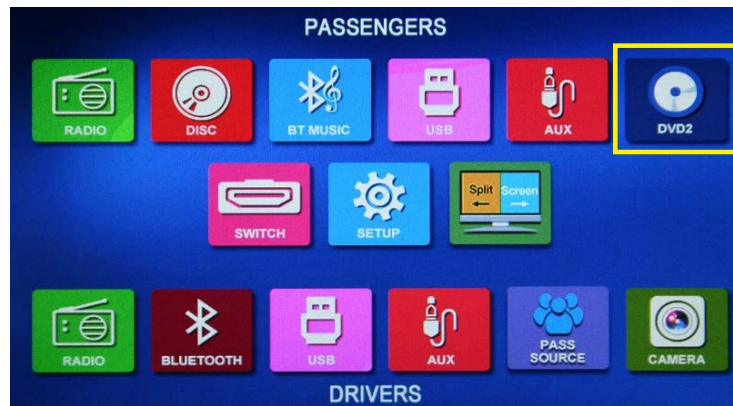 PASSENGERS
RADIO
DISC
BT MUSIC
USB
AUX
DVD2
SWITCH
SETUP
Split
Screen
RADIO
BLUETOOTH
USB
AUX
PASS
SOURCE
CAMERA
DRIVERS